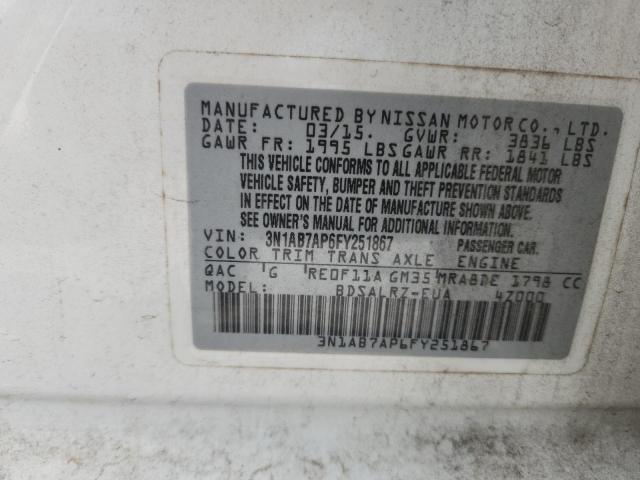 MANUFACTURED BY NISSAN MOTOR CO., LTD.
DATE: 03/15. GVWR: 3836 LBS
GAWR FR: 1995 LBS GAWR RR: 1841 LBS
THIS VEHICLE CONFORMS TO ALL APPLICABLE FEDERAL MOTOR
VEHICLE SAFETY, BUMPER AND THEFT PREVENTION STANDARDS
IN EFFECT ON THE DATE OF MANUFACTURE SHOWN ABOVE.
SEE OWNER'S MANUAL FOR ADDITIONAL INFORMATION.
VIN: 3N1AB7AP6FY251867 PASSENGER CAR.
COLOR TRIM TRANS AXLE ENGINE
QAC G RE0F11A GM35 MRA8DE 1798 CC
MODEL: BDSALRZ-EUA 4Z000
3N1AB7AP6FY251867